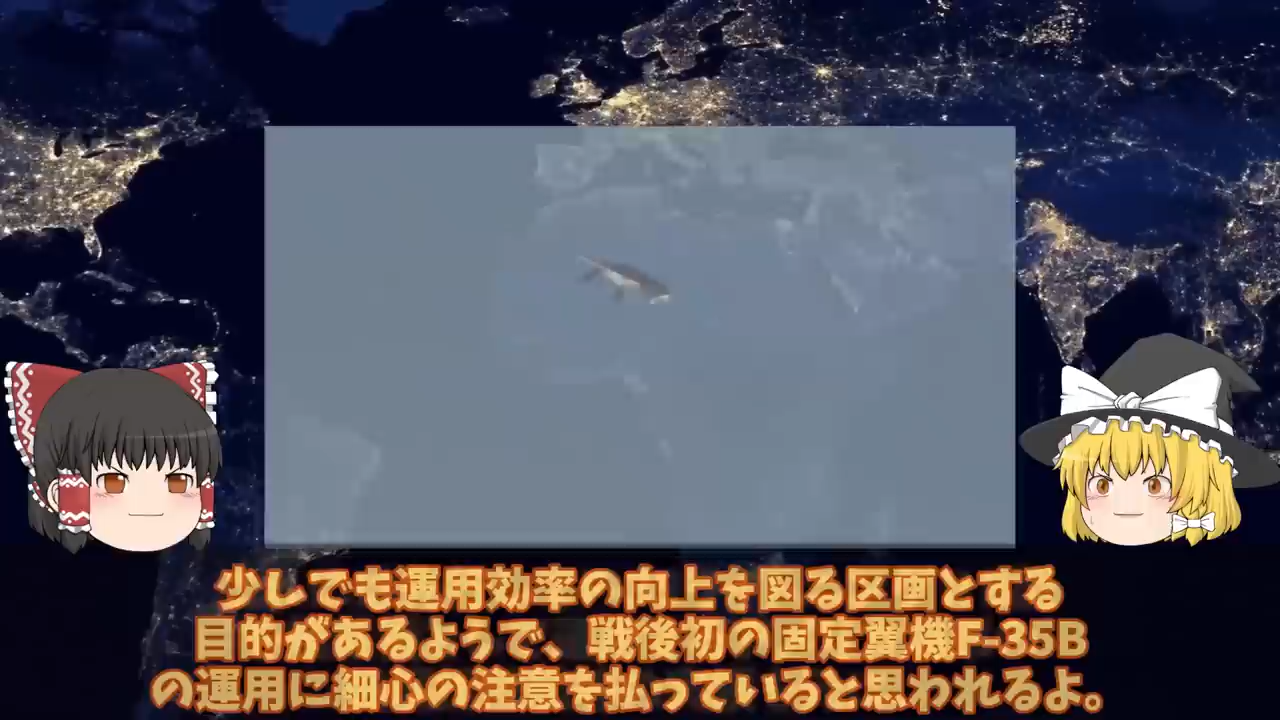 少しでも運用効率の向上を図る区画とする
目的があるようで、戦後初の固定翼機F-35B
の運用に細心の注意を払っていると思われるよ。